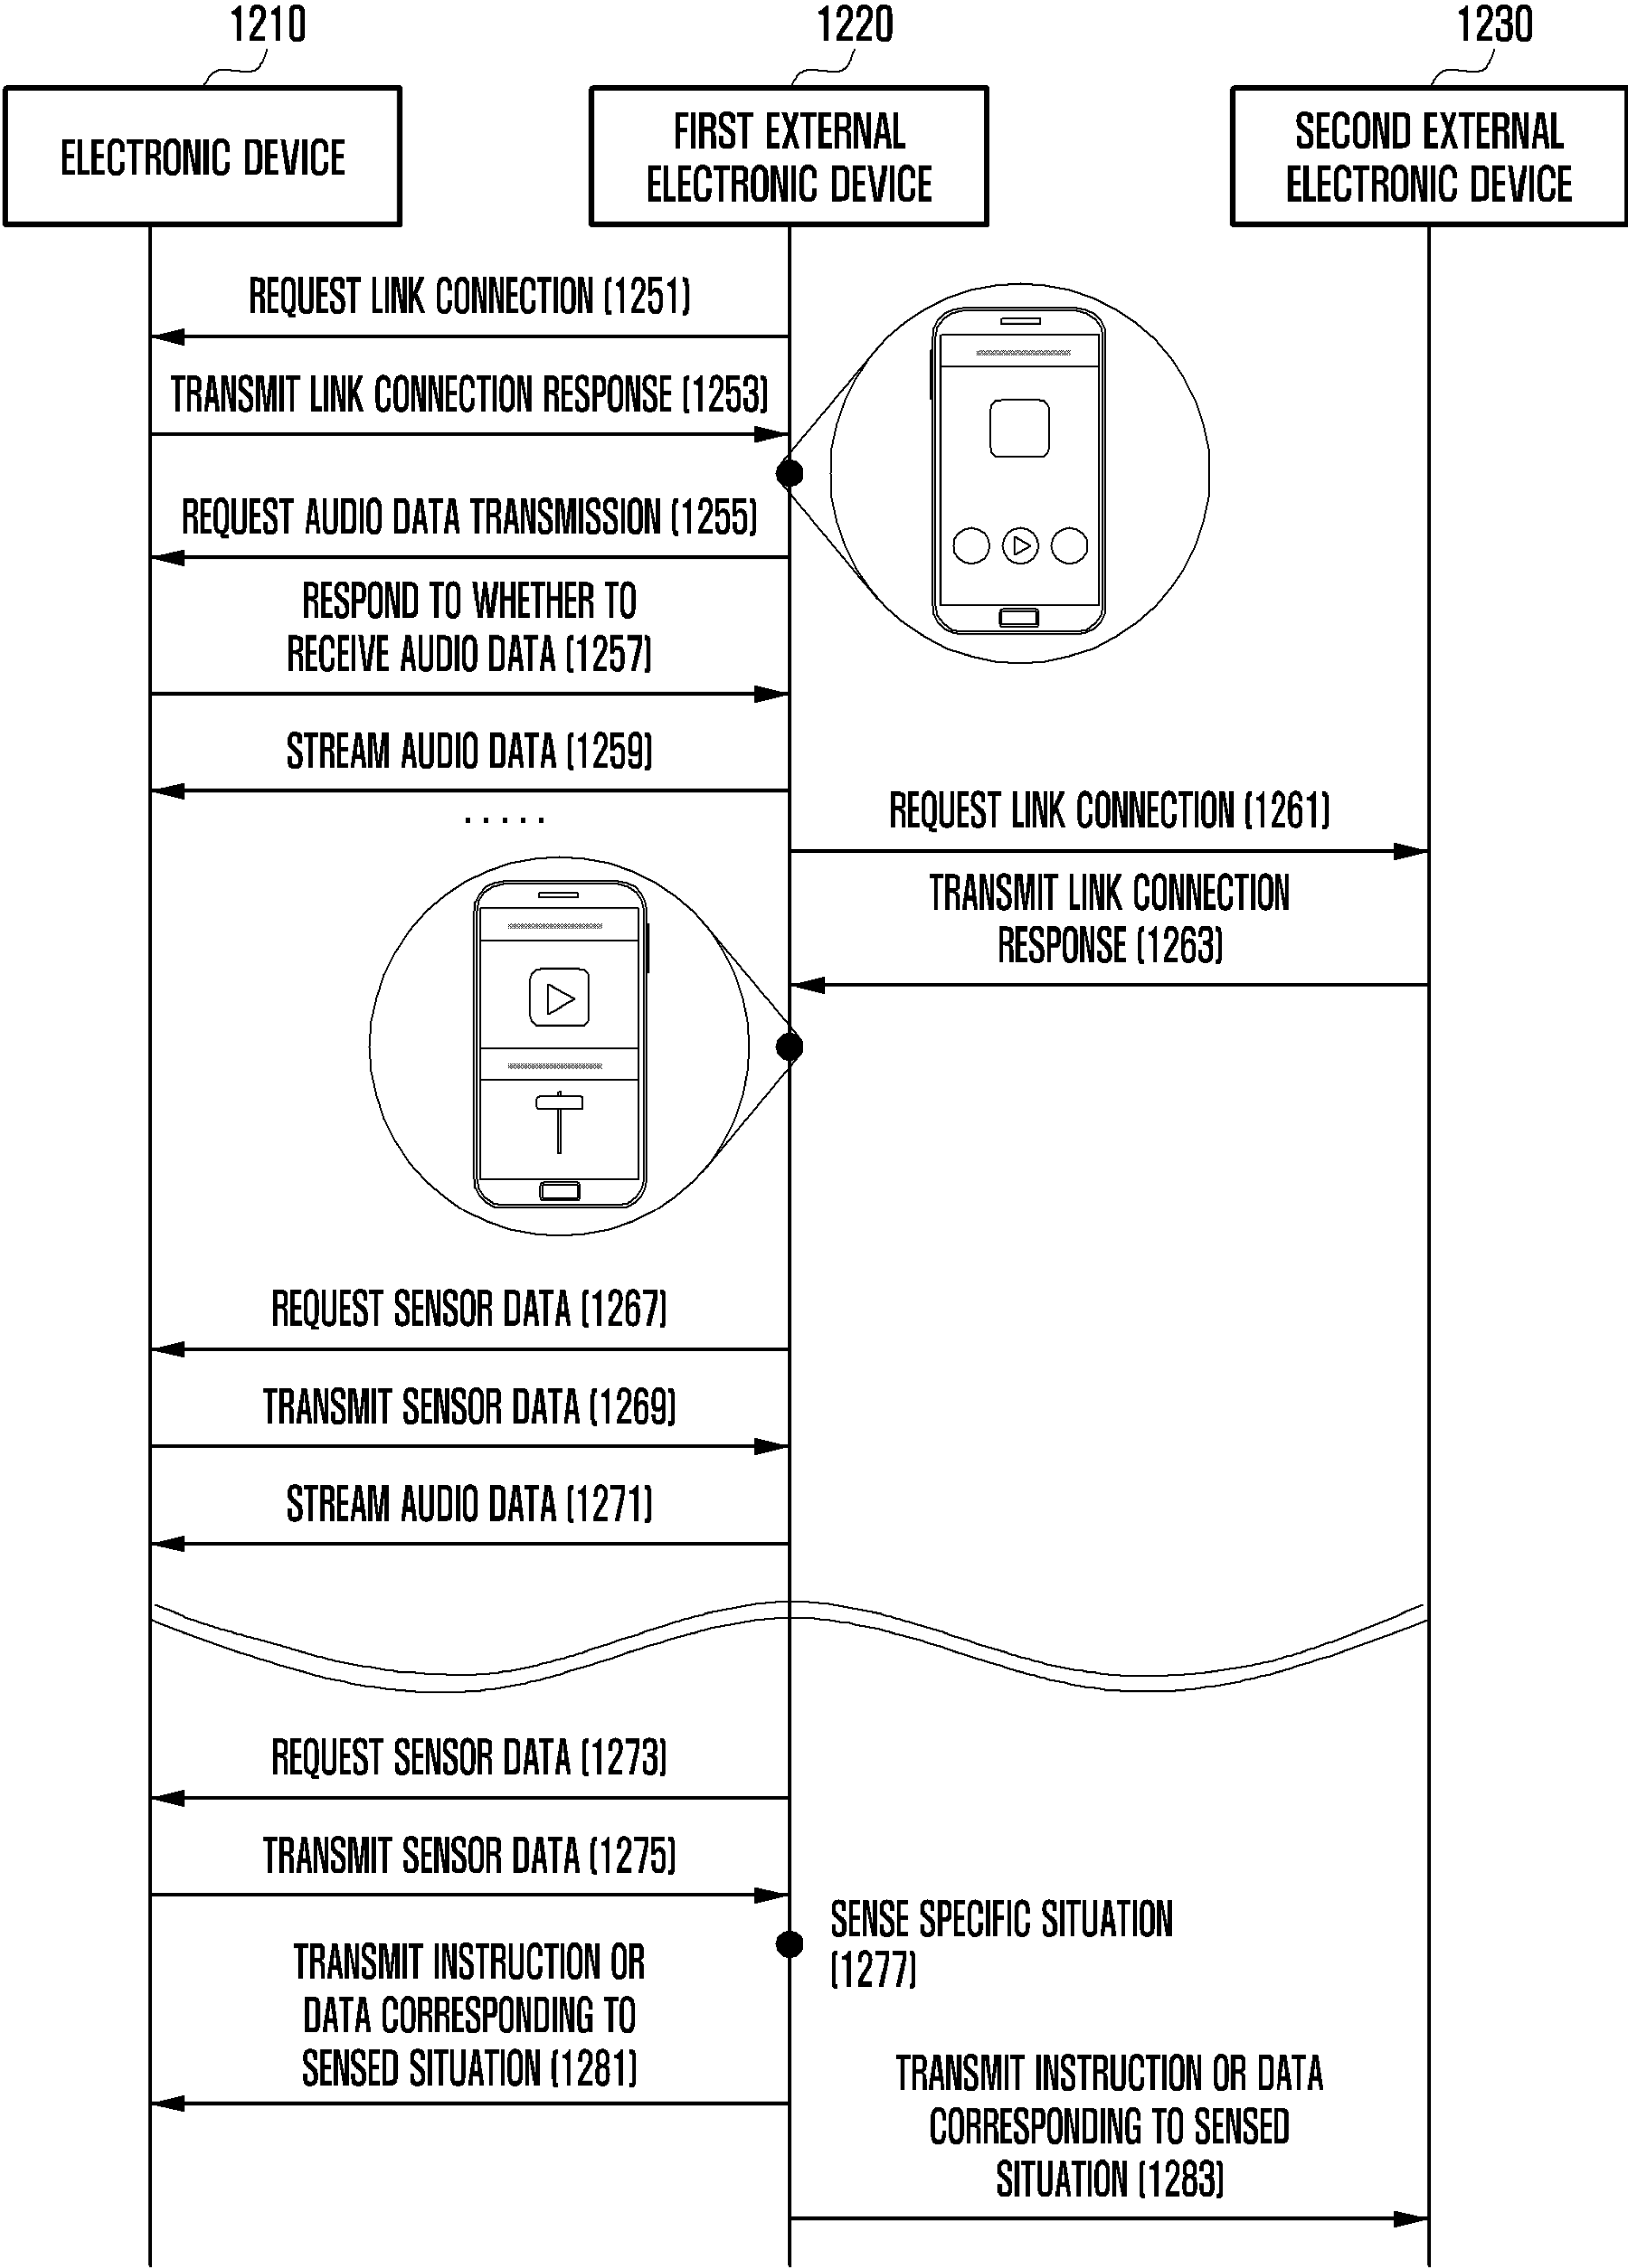 1210
1220
1230
ELECTRONIC DEVICE
FIRST EXTERNAL
ELECTRONIC DEVICE
SECOND EXTERNAL
ELECTRONIC DEVICE
REQUEST LINK CONNECTION (1251)
TRANSMIT LINK CONNECTION RESPONSE (1253)
REQUEST AUDIO DATA TRANSMISSION (1255)
RESPOND TO WHETHER TO
RECEIVE AUDIO DATA (1257)
STREAM AUDIO DATA (1259)
.....
REQUEST LINK CONNECTION (1261)
TRANSMIT LINK CONNECTION
RESPONSE (1263)
REQUEST SENSOR DATA (1267)
TRANSMIT SENSOR DATA (1269)
STREAM AUDIO DATA (1271)
REQUEST SENSOR DATA (1273)
TRANSMIT SENSOR DATA (1275)
SENSE SPECIFIC SITUATION
(1277)
TRANSMIT INSTRUCTION OR
DATA CORRESPONDING TO
SENSED SITUATION (1281)
TRANSMIT INSTRUCTION OR DATA
CORRESPONDING TO SENSED
SITUATION (1283)